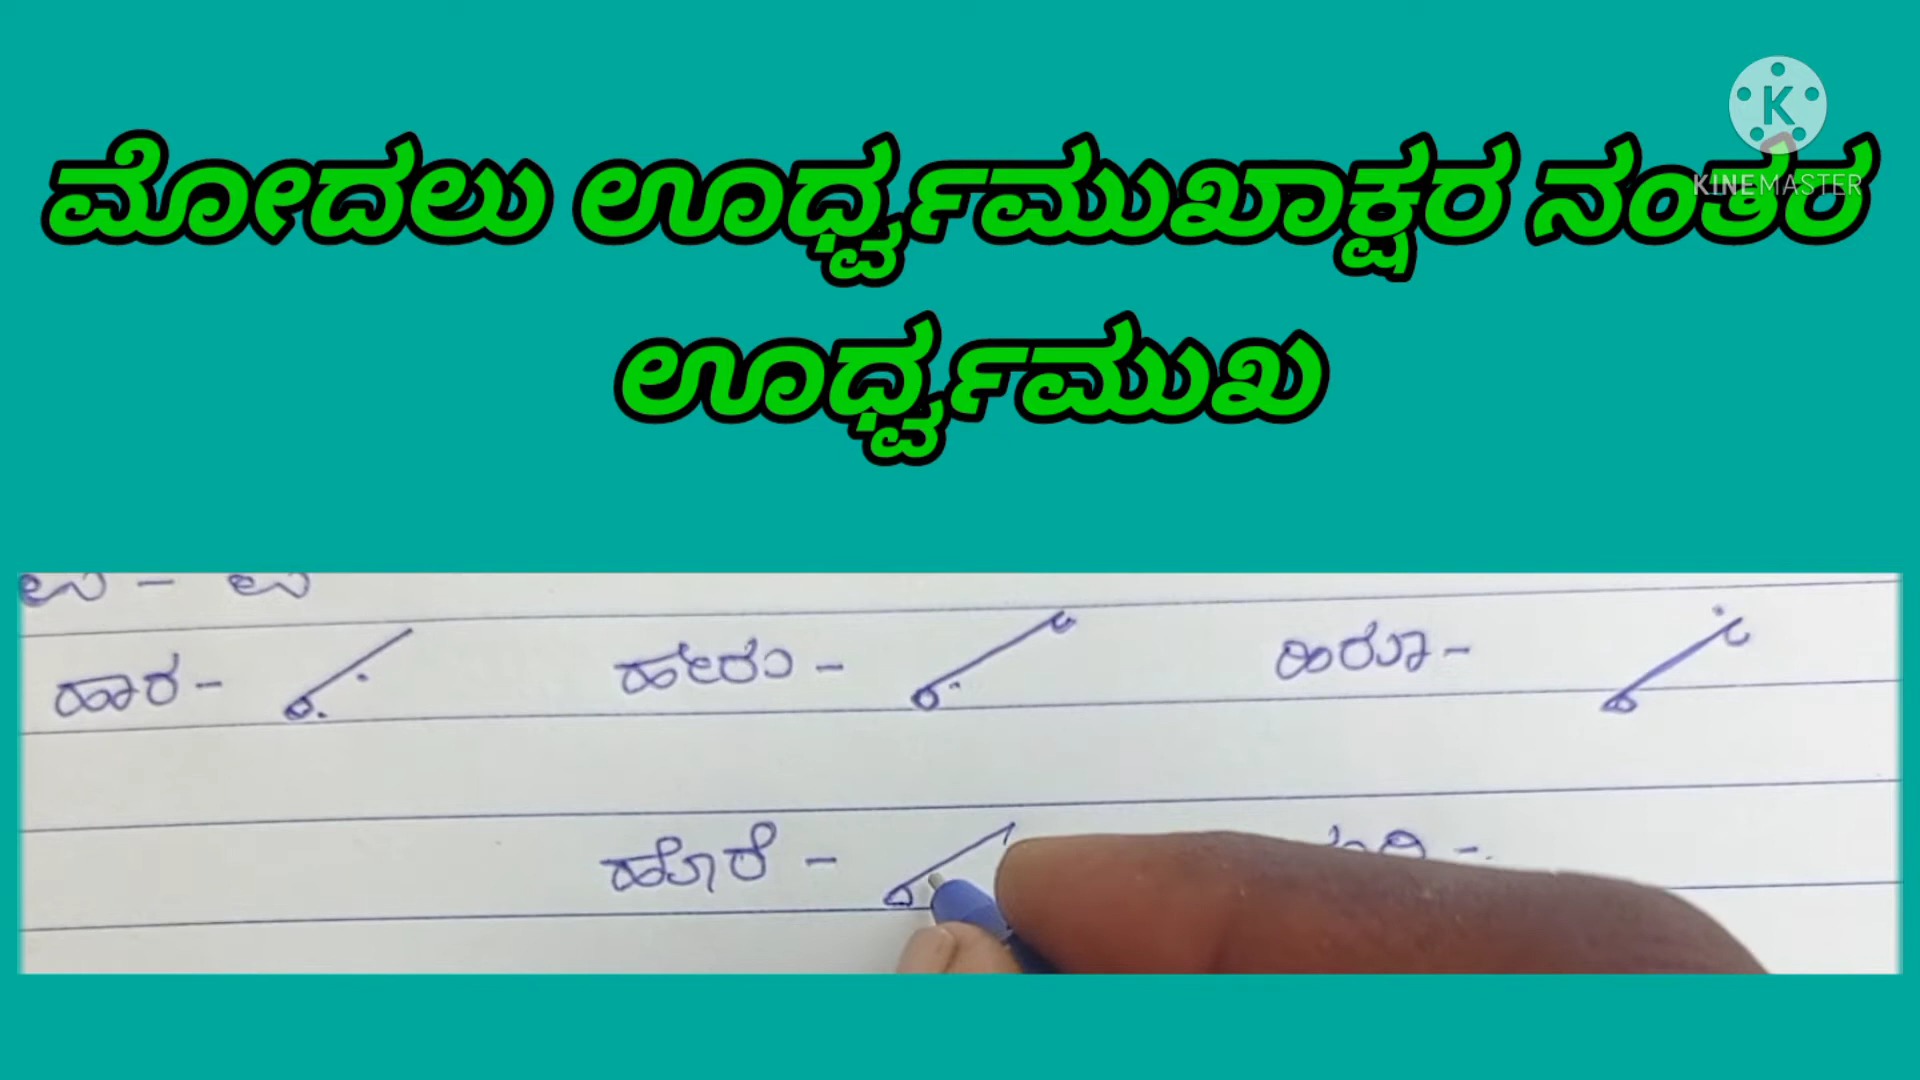 ಮೋದಲು ಊರ್ಧ್ವಮುಖಾಕ್ಷರ ನಂತರ
ಊರ್ಧ್ವಮುಖ
KINEMASTER
ಹಾರ - ಹೇರು - ಹಿರೂ -
ಹೊರೆ -